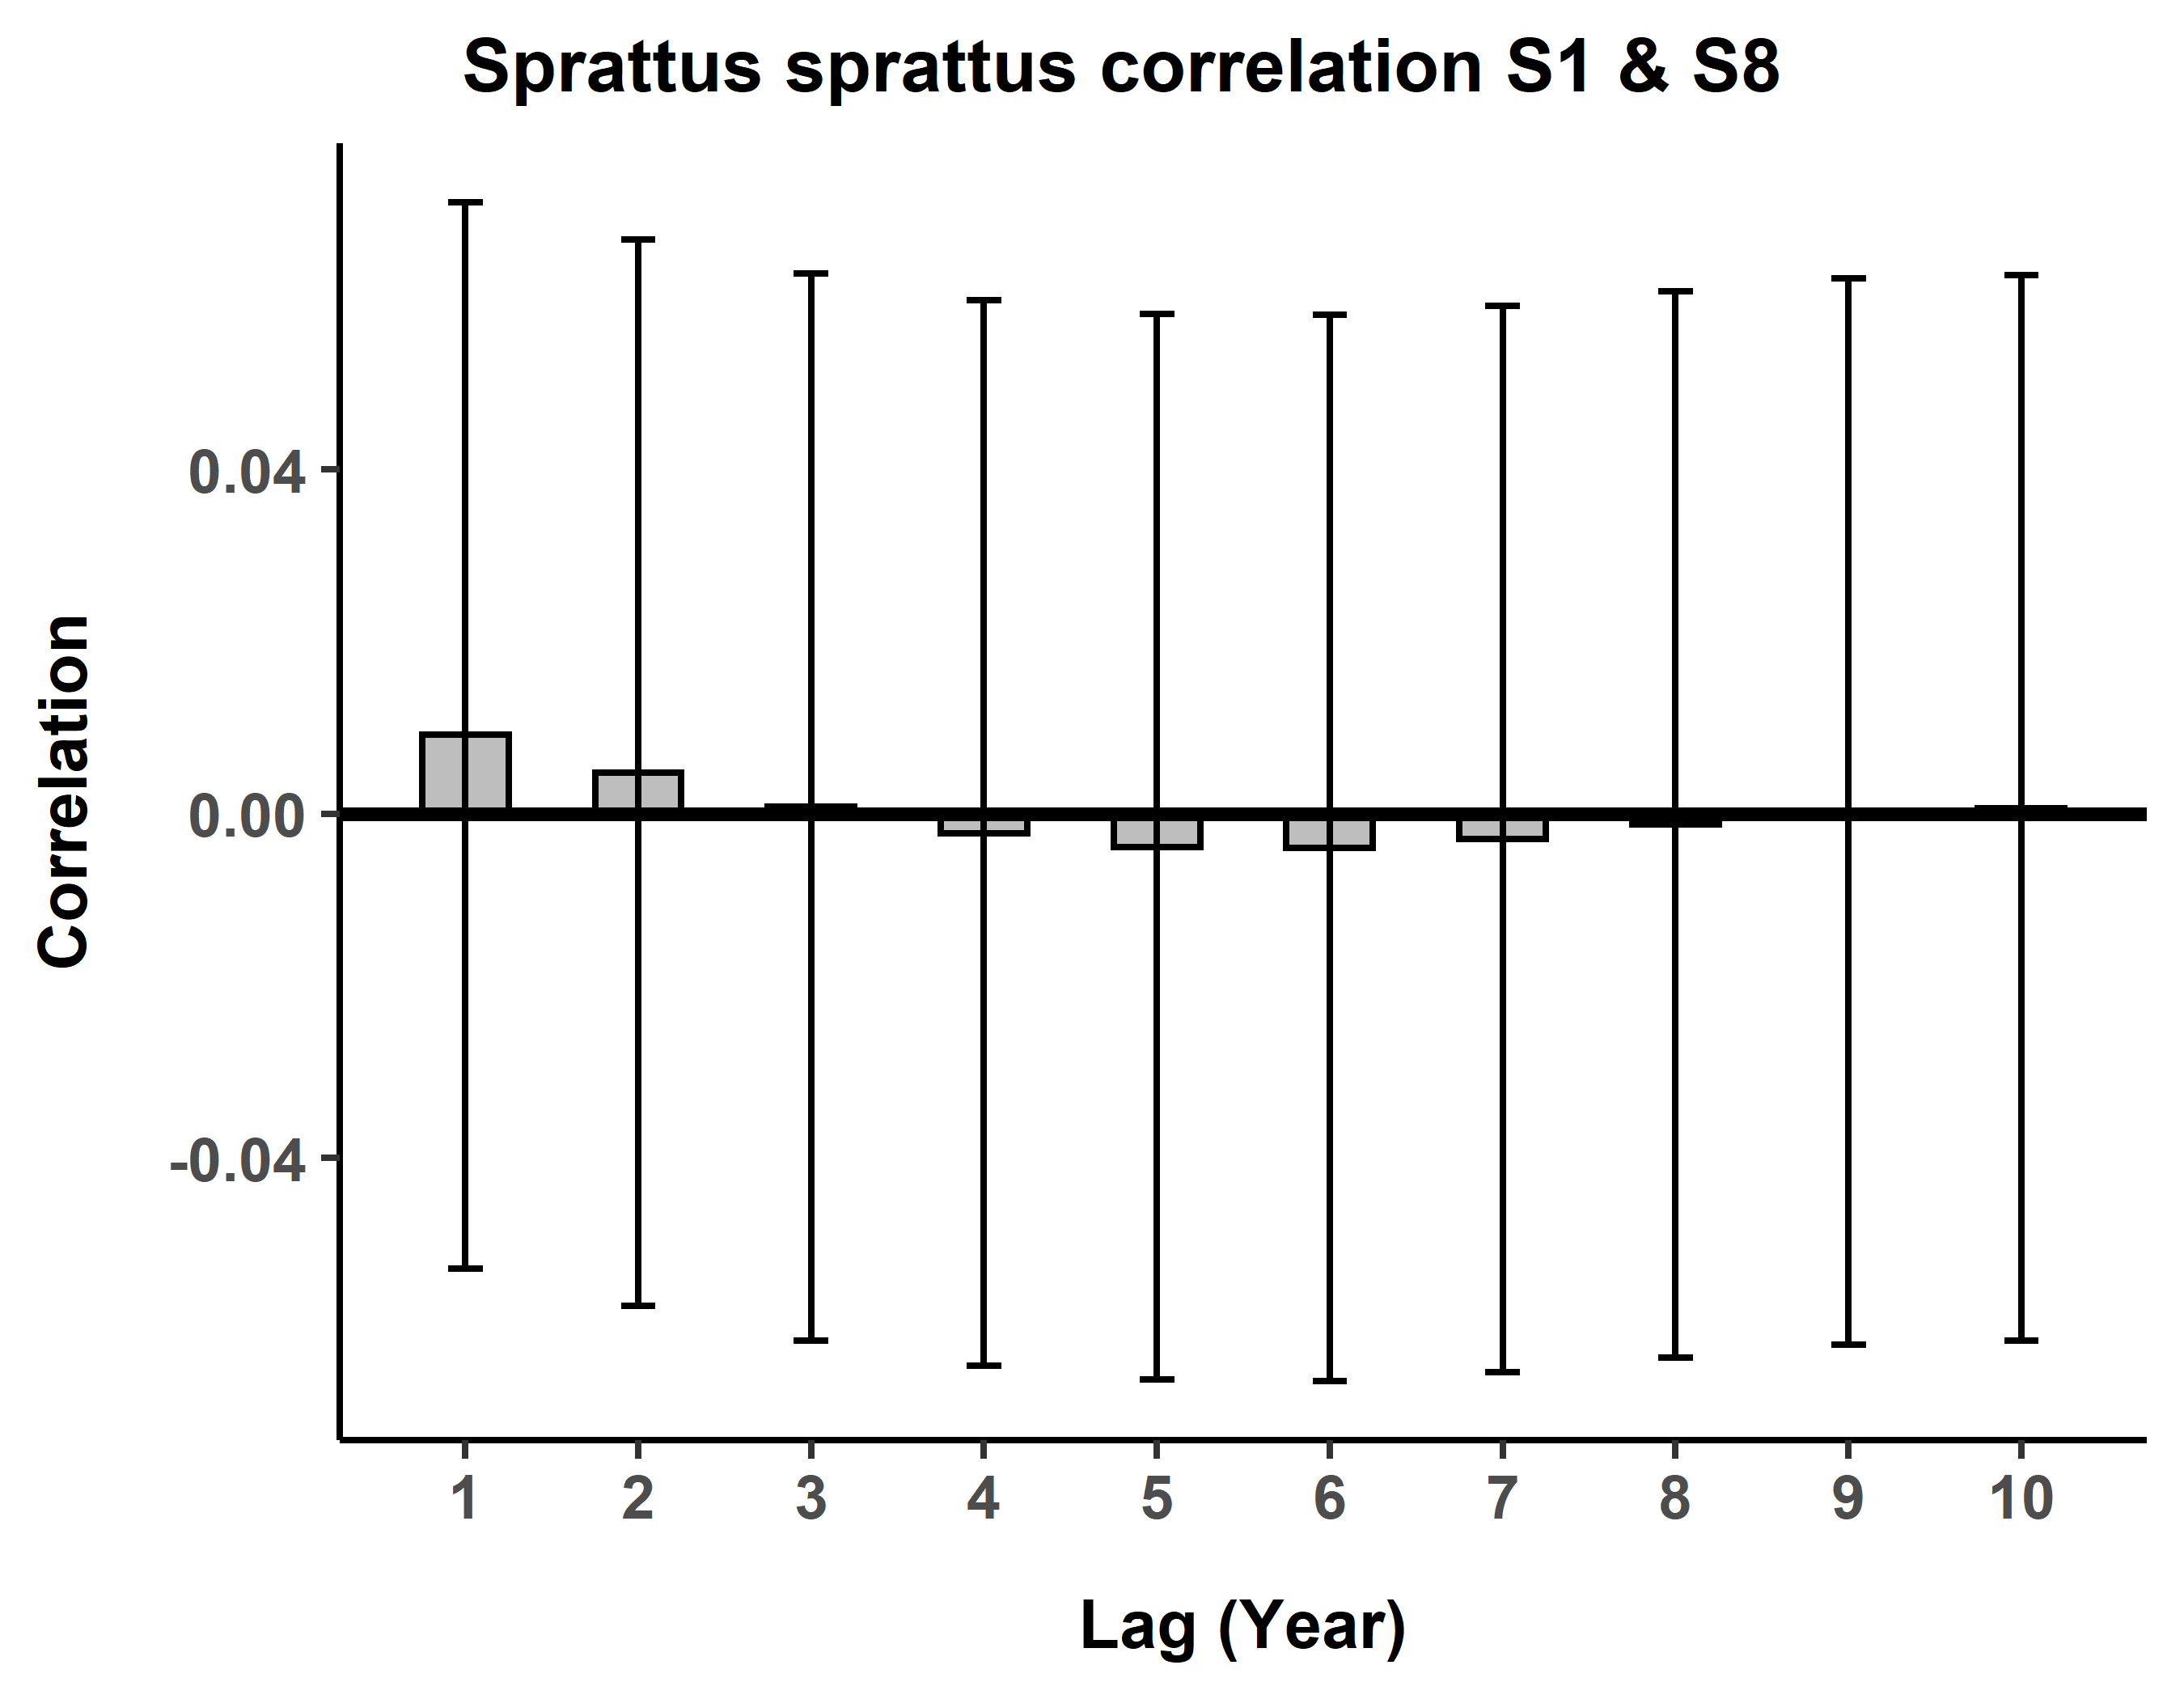 Sprattus sprattus correlation S1 & S8
Correlation
0.04
0.00
-0.04
1 2 3 4 5 6 7 8 9 10
Lag (Year)